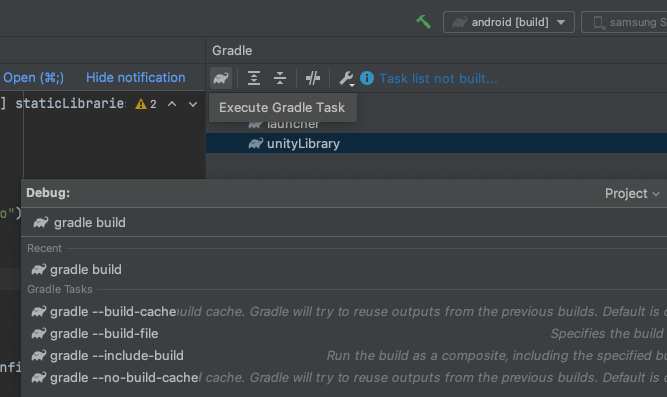 android [build]
samsung S
Gradle
Open (⌘;) Hide notification
Task list not built...
] staticLibrarie 2
Execute Gradle Task
launcher
unityLibrary
Debug: Project
o")
gradle build
Recent
gradle build
Gradle Tasks
gradle --build-cache uild cache. Gradle will try to reuse outputs from the previous builds. Default is o
gradle --build-file Specifies the build
gradle --include-build Run the build as a composite, including the specified bu
nfi
gradle --no-build-cache d cache. Gradle will try to reuse outputs from the previous builds. Default is o